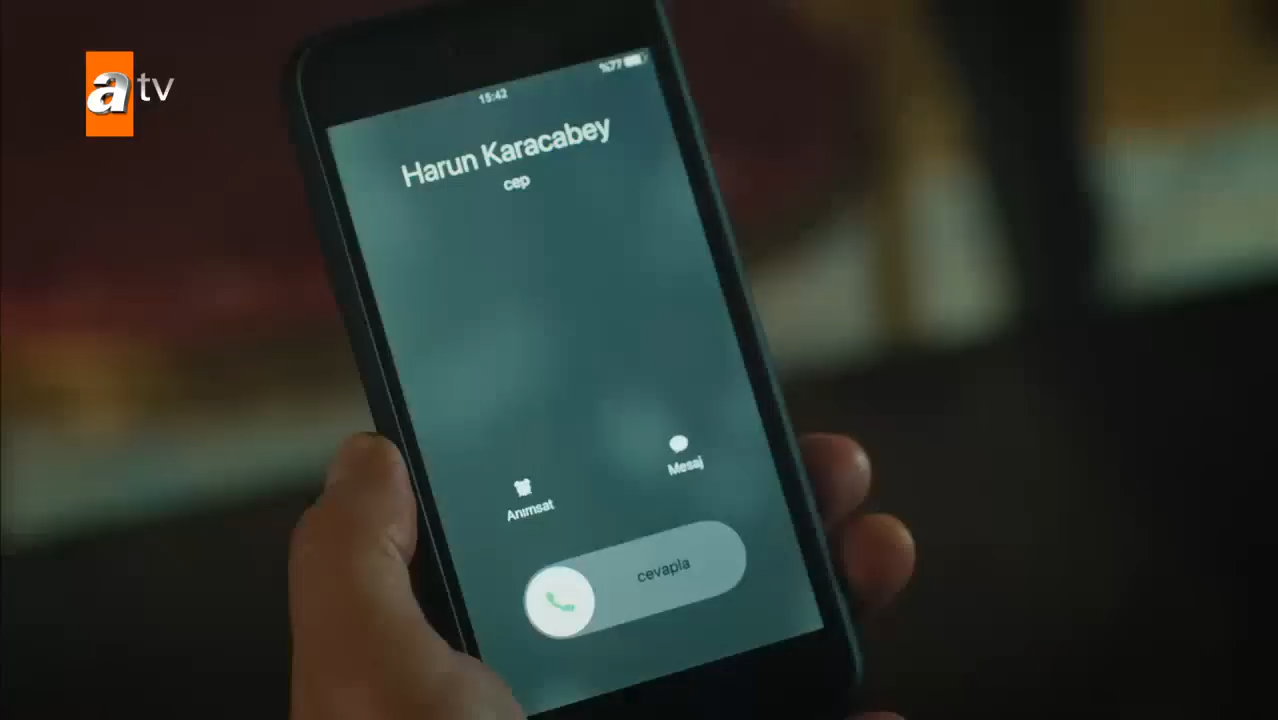 atv
%77
15:42
Harun Karacabey
cep
Mesaj
Anımsat
cevapla